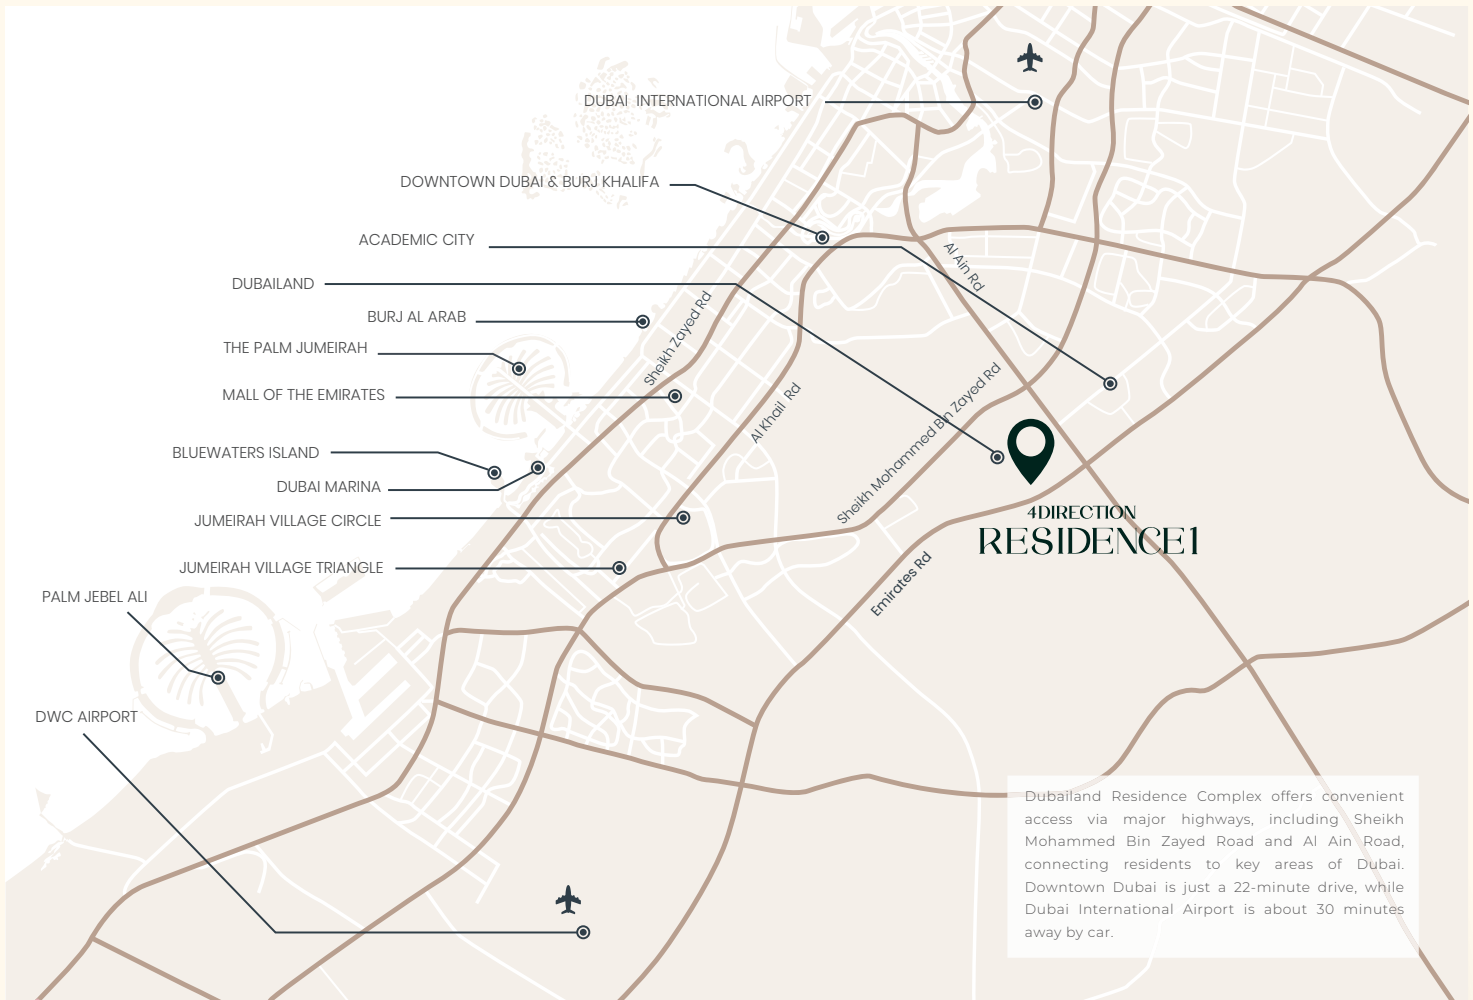 DUBAI INTERNATIONAL AIRPORT
DOWNTOWN DUBAI & BURJ KHALIFA
ACADEMIC CITY
Al Ain Rd
DUBAILAND
BURJ AL ARAB
Sheikh Zayed Rd
THE PALM JUMEIRAH
MALL OF THE EMIRATES
Al Khail Rd
Sheikh Mohammed Bin Zayed Rd
BLUEWATERS ISLAND
DUBAI MARINA
JUMEIRAH VILLAGE CIRCLE
4DIRECTION
RESIDENCE1
JUMEIRAH VILLAGE TRIANGLE
Emirates Rd
PALM JEBEL ALI
DWC AIRPORT
Dubailand Residence Complex offers convenient
access via major highways, including Sheikh
Mohammed Bin Zayed Road and Al Ain Road,
connecting residents to key areas of Dubai.
Downtown Dubai is just a 22-minute drive, while
Dubai International Airport is about 30 minutes
away by car.